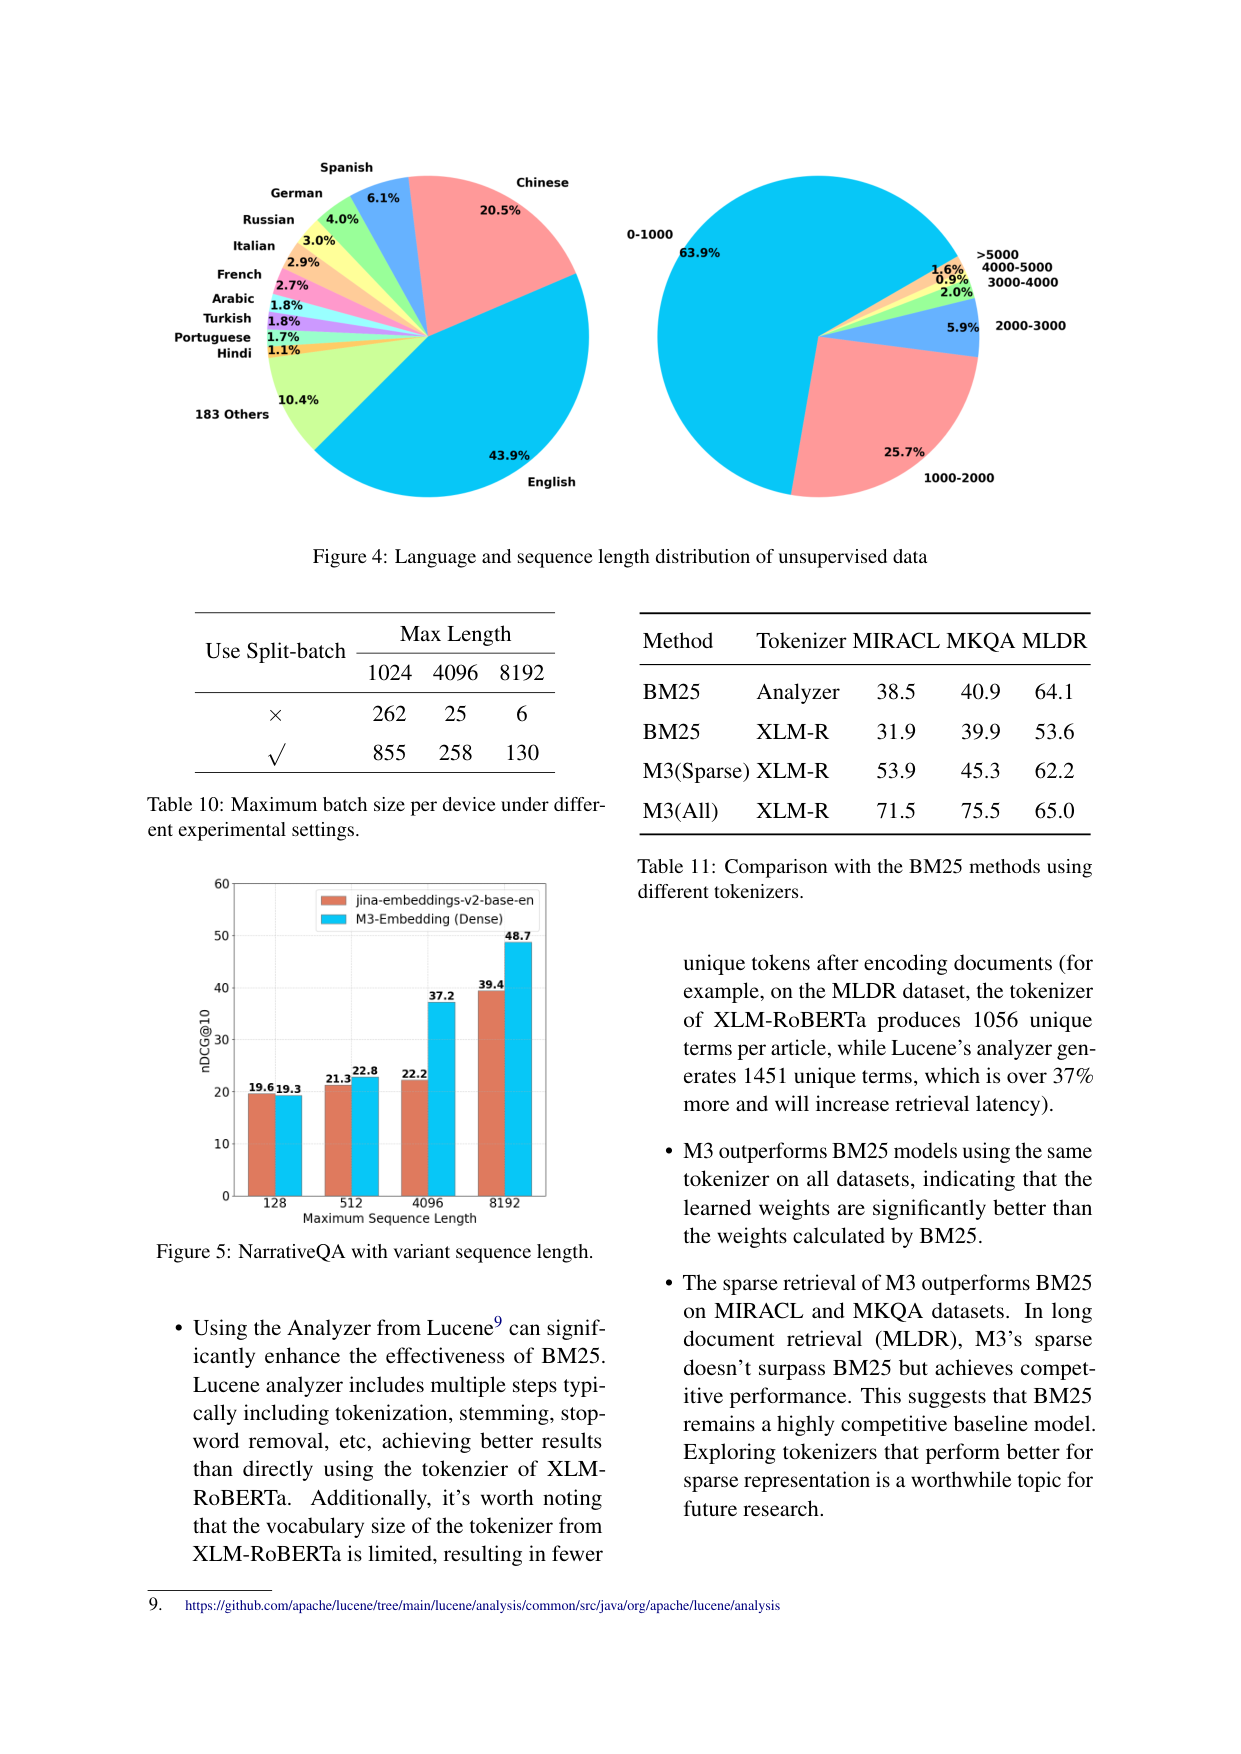 Spanish
German
Russian
Italian
French
Arabic
Turkish
Portuguese
Hindi
183 Others
Chinese
English
6.1%
4.0%
3.0%
2.9%
2.7%
1.8%
1.8%
1.7%
1.1%
10.4%
20.5%
43.9%
0-1000
63.9%
>5000
1.6%
4000-5000
0.9%
3000-4000
2.0%
2000-3000
5.9%
25.7%
1000-2000
Figure 4: Language and sequence length distribution of unsupervised data
Use Split-batch Max Length
1024 4096 8192
× 262 25 6
√ 855 258 130
Table 10: Maximum batch size per device under differ-
ent experimental settings.
60
50
40
30
20
10
0
nDCG@10
jina-embeddings-v2-base-en
M3-Embedding (Dense)
19.6 19.3
21.3 22.8
22.2 37.2
39.4 48.7
128 512 4096 8192
Maximum Sequence Length
Figure 5: NarrativeQA with variant sequence length.
• Using the Analyzer from Lucene9 can signif-
icantly enhance the effectiveness of BM25.
Lucene analyzer includes multiple steps typi-
cally including tokenization, stemming, stop-
word removal, etc, achieving better results
than directly using the tokenzier of XLM-
RoBERTa. Additionally, it's worth noting
that the vocabulary size of the tokenizer from
XLM-RoBERTa is limited, resulting in fewer
Method Tokenizer MIRACL MKQA MLDR
BM25 Analyzer 38.5 40.9 64.1
BM25 XLM-R 31.9 39.9 53.6
M3(Sparse) XLM-R 53.9 45.3 62.2
M3(All) XLM-R 71.5 75.5 65.0
Table 11: Comparison with the BM25 methods using
different tokenizers.
unique tokens after encoding documents (for
example, on the MLDR dataset, the tokenizer
of XLM-RoBERTa produces 1056 unique
terms per article, while Lucene's analyzer gen-
erates 1451 unique terms, which is over 37%
more and will increase retrieval latency).
• M3 outperforms BM25 models using the same
tokenizer on all datasets, indicating that the
learned weights are significantly better than
the weights calculated by BM25.
• The sparse retrieval of M3 outperforms BM25
on MIRACL and MKQA datasets. In long
document retrieval (MLDR), M3's sparse
doesn't surpass BM25 but achieves compet-
itive performance. This suggests that BM25
remains a highly competitive baseline model.
Exploring tokenizers that perform better for
sparse representation is a worthwhile topic for
future research.
9. https://github.com/apache/lucene/tree/main/lucene/analysis/common/src/java/org/apache/lucene/analysis